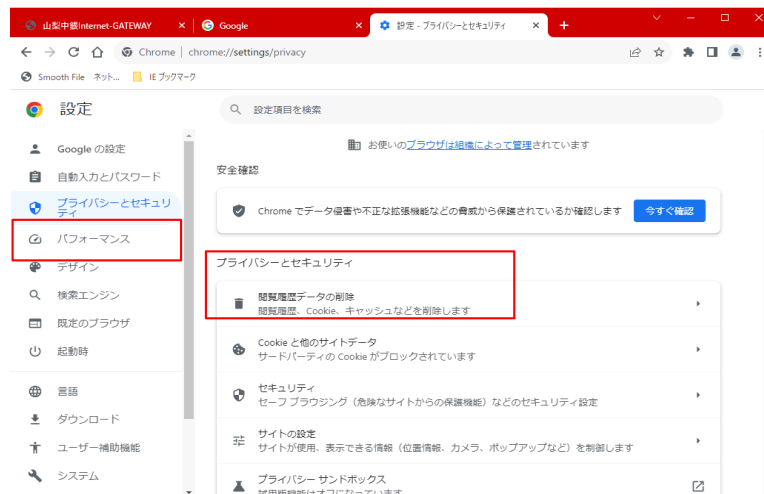 山梨中銀Internet-GATEWAY
Google
設定 - プライバシーとセキュリティ
Chrome | chrome://settings/privacy
Smooth File ネット...
IE ブックマーク
設定
設定項目を検索
Google の設定
自動入力とパスワード
プライバシーとセキュリ
ティ
パフォーマンス
デザイン
検索エンジン
既定のブラウザ
起動時
言語
ダウンロード
ユーザー補助機能
システム
お使いのブラウザは組織によって管理されています
安全確認
Chrome でデータ侵害や不正な拡張機能などの脅威から保護されているか確認します
今すぐ確認
プライバシーとセキュリティ
閲覧履歴データの削除
閲覧履歴、Cookie、キャッシュなどを削除します
Cookie と他のサイトデータ
サードパーティの Cookie がブロックされています
セキュリティ
セーフ ブラウジング（危険なサイトからの保護機能）などのセキュリティ設定
サイトの設定
サイトが使用、表示できる情報（位置情報、カメラ、ポップアップなど）を制御します
プライバシー サンドボックス
試用版機能はオフになっています